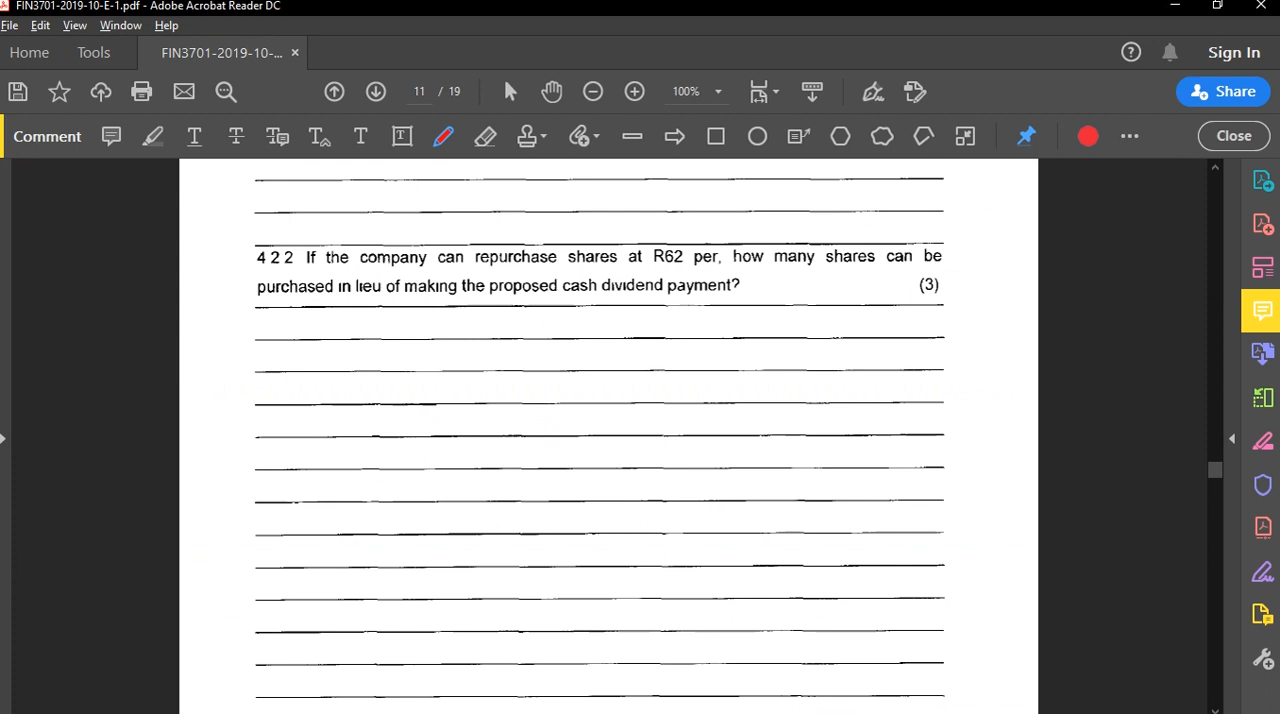 FIN3701-2019-10-E-1.pdf - Adobe Acrobat Reader DC
File Edit View Window Help
Home Tools FIN3701-2019-10-... × Sign In
11 / 19 100% Share
Comment Close
4 2 2 If the company can repurchase shares at R62 per, how many shares can be
purchased in lieu of making the proposed cash dividend payment? (3)